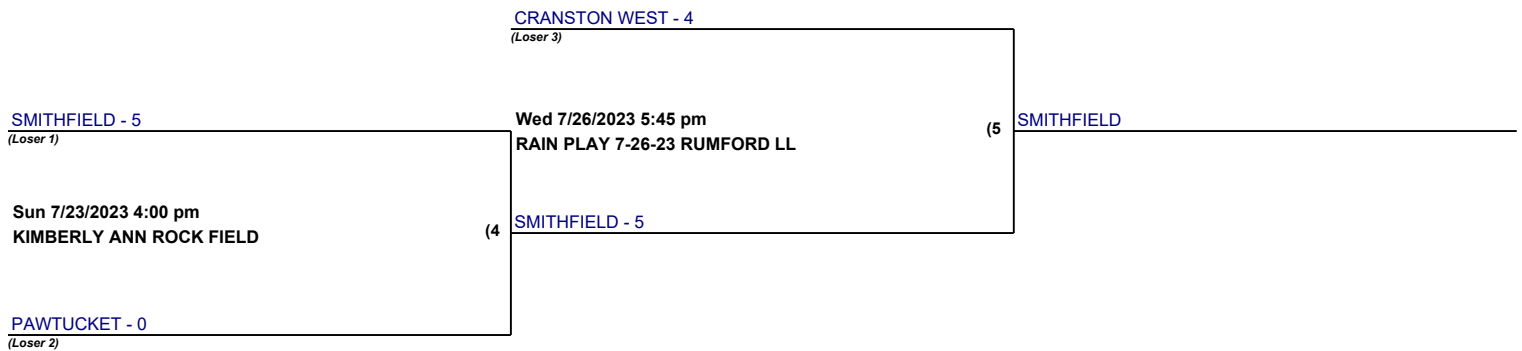 CRANSTON WEST - 4
(Loser 3)
SMITHFIELD - 5
(Loser 1)
Wed 7/26/2023 5:45 pm
RAIN PLAY 7-26-23 RUMFORD LL
(5
SMITHFIELD
Sun 7/23/2023 4:00 pm
KIMBERLY ANN ROCK FIELD
(4
SMITHFIELD - 5
PAWTUCKET - 0
(Loser 2)